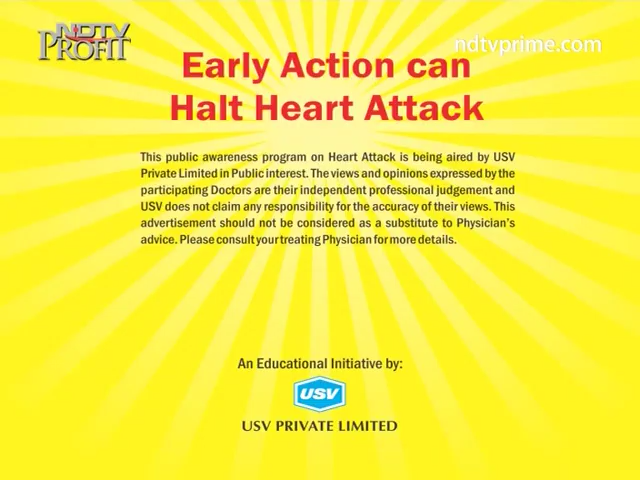 NDTV
PROFIT
ndtvprime.com
Early Action can
Halt Heart Attack
This public awareness program on Heart Attack is being aired by USV
Private Limited in Public interest. The views and opinions expressed by the
participating Doctors are their independent professional judgement and
USV does not claim any responsibility for the accuracy of their views. This
advertisement should not be considered as a substitute to Physician's
advice. Please consult your treating Physician for more details.
An Educational Initiative by:
USV
USV PRIVATE LIMITED